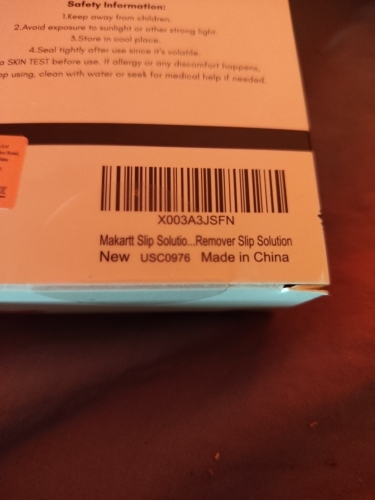 Safety Information:
1.Keep away from children.
2.Avoid exposure to sunlight or other strong light.
3.Store in cool place.
4.Seal tightly after use since it's volatile.
a SKIN TEST before use. If allergy or any discomfort happens,
op using, clean with water or seek for medical help if needed.
X003A3JSFN
Makartt Slip Solutio...Remover Slip Solution
New USC0976 Made in China